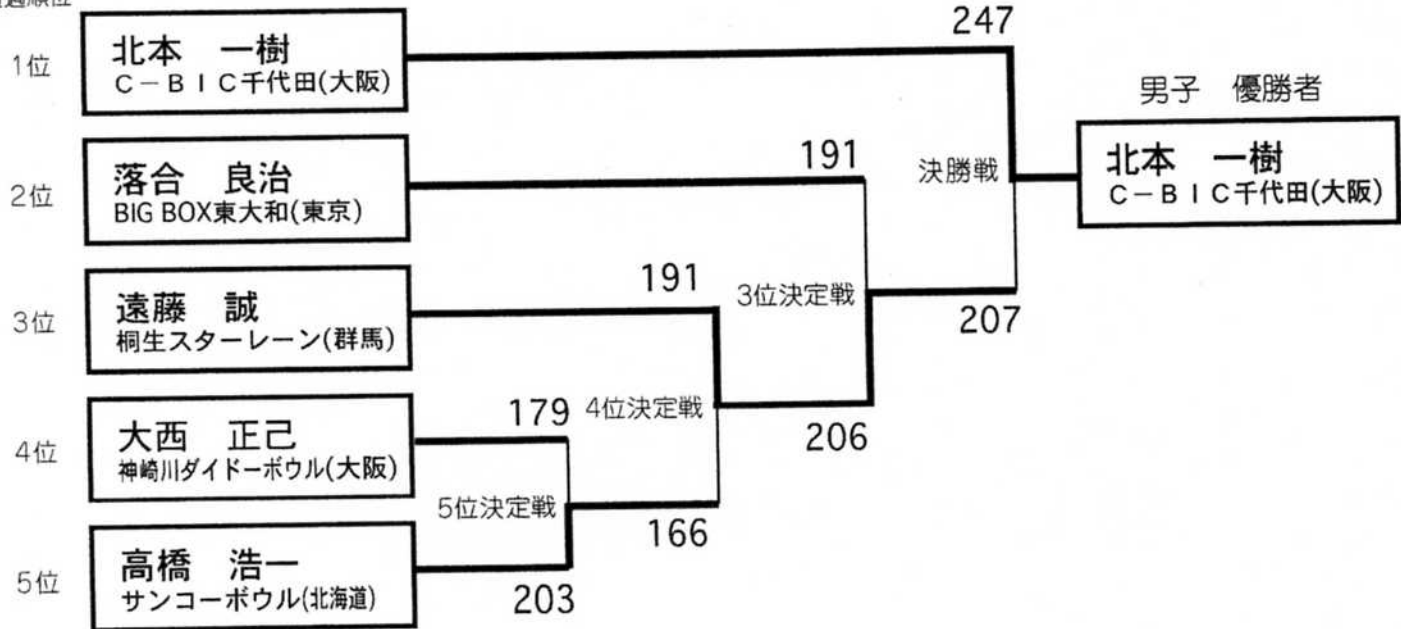 1位
北本　一樹
C－BIC千代田(大阪)
247
2位
落合　良治
BIG BOX東大和(東京)
191
決勝戦
男子　優勝者
北本　一樹
C－BIC千代田(大阪)
3位
遠藤　誠
桐生スターレーン(群馬)
191
3位決定戦
207
4位
大西　正己
神崎川ダイドーボウル(大阪)
179
4位決定戦
206
5位決定戦
166
5位
高橋　浩一
サンコーボウル(北海道)
203